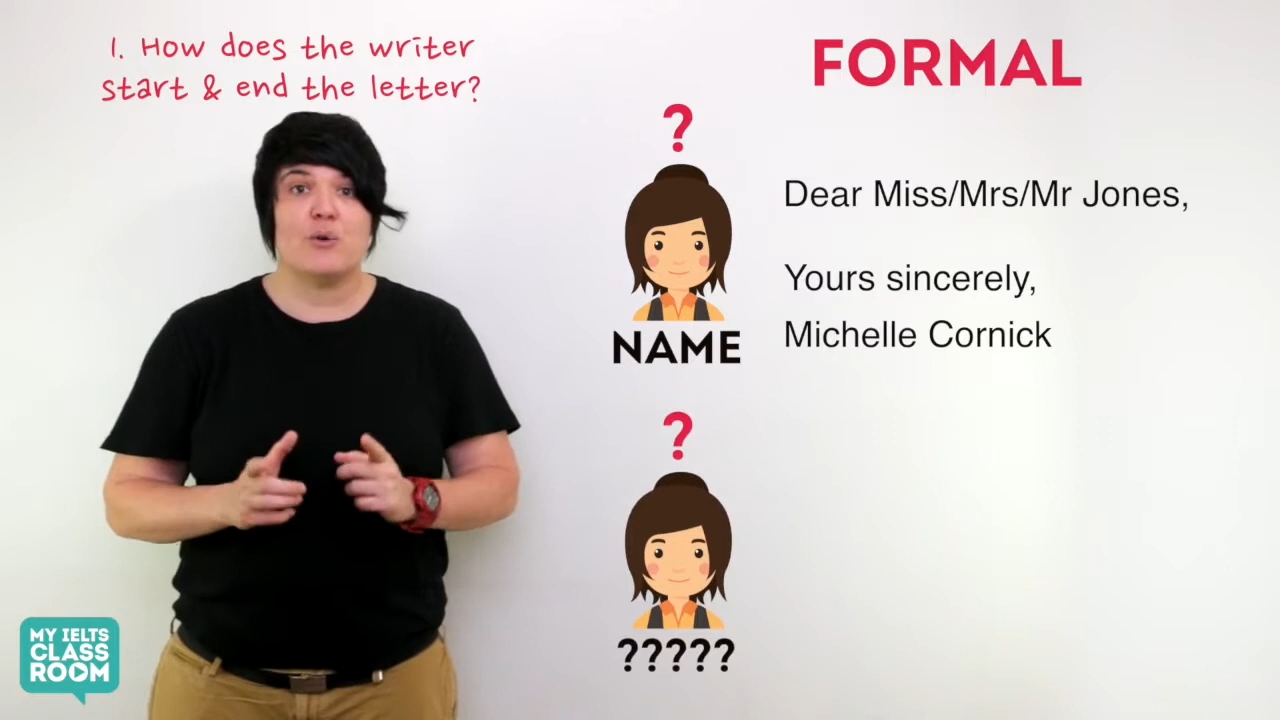 1. How does the writer
start & end the letter?
FORMAL
?
Dear Miss/Mrs/Mr Jones,
Yours sincerely,
Michelle Cornick
NAME
?
?????
MY IELTS
CLASS
ROOM